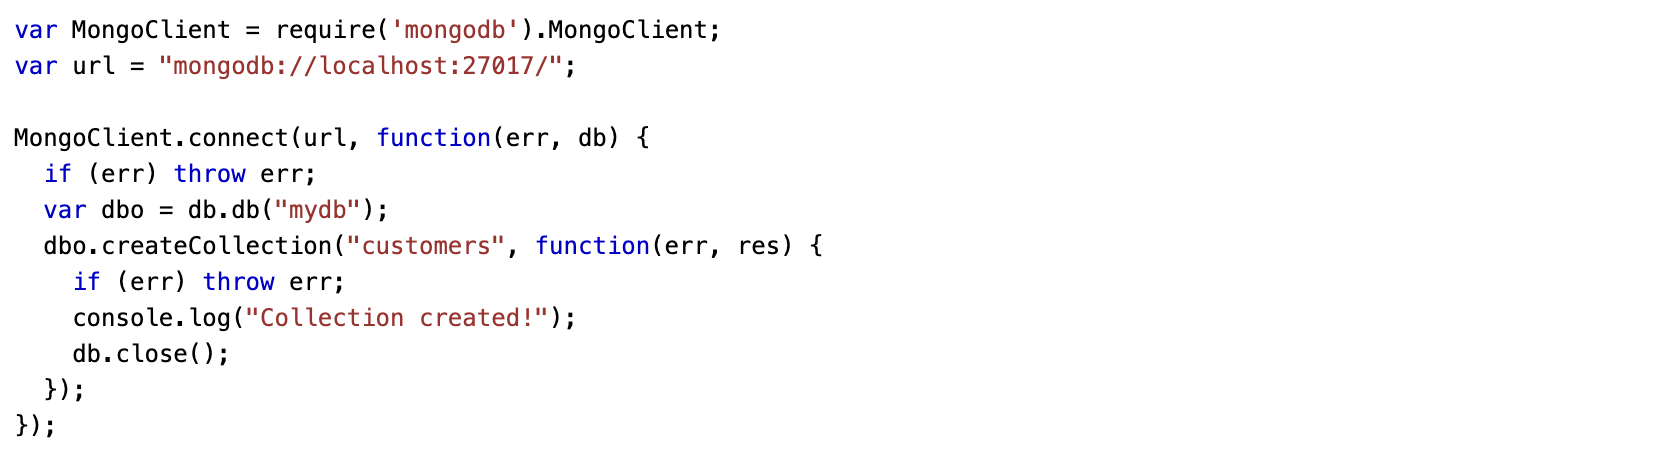 var MongoClient = require('mongodb').MongoClient;
var url = "mongodb://localhost:27017/";

MongoClient.connect(url, function(err, db) {
  if (err) throw err;
  var dbo = db.db("mydb");
  dbo.createCollection("customers", function(err, res) {
    if (err) throw err;
    console.log("Collection created!");
    db.close();
  });
});